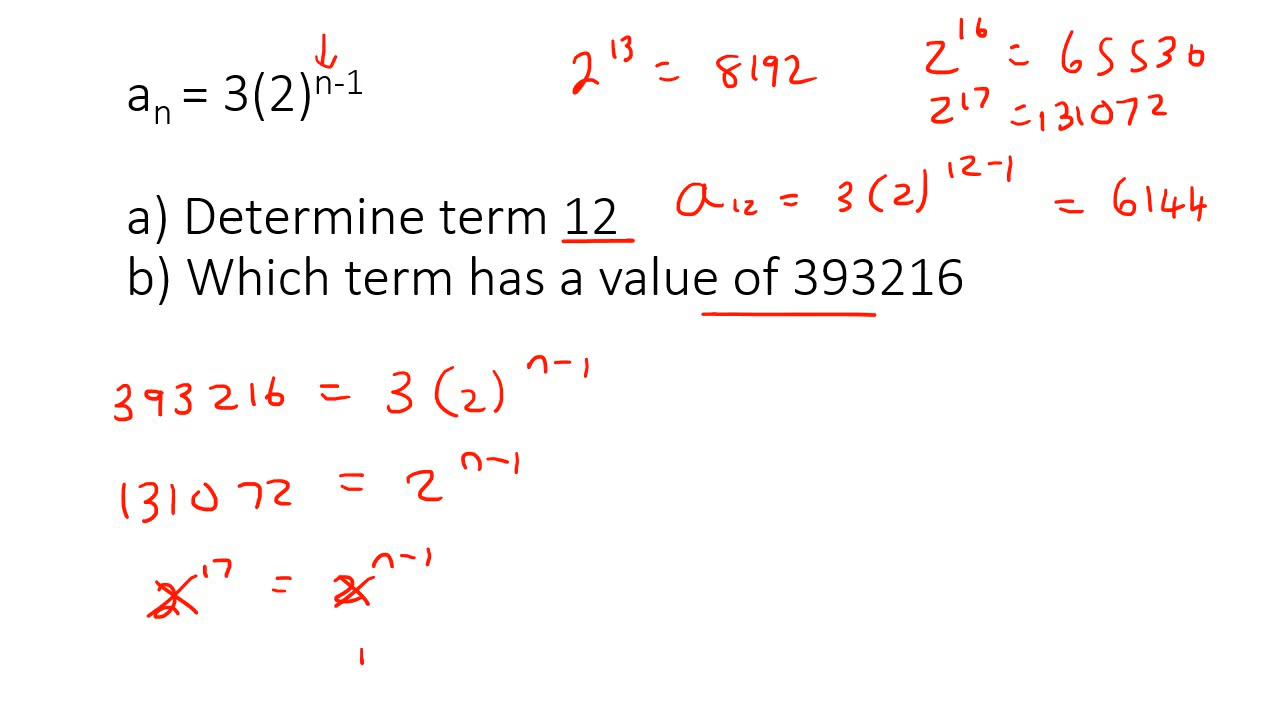 aₙ = 3(2)ⁿ⁻¹
2¹³ = 8192
2¹⁶ = 65536
2¹⁷ = 131072
a) Determine term 12
a₁₂ = 3(2)¹²⁻¹ = 6144
b) Which term has a value of 393216
393216 = 3(2)ⁿ⁻¹
131072 = 2ⁿ⁻¹
2¹⁷ = 2ⁿ⁻¹
1